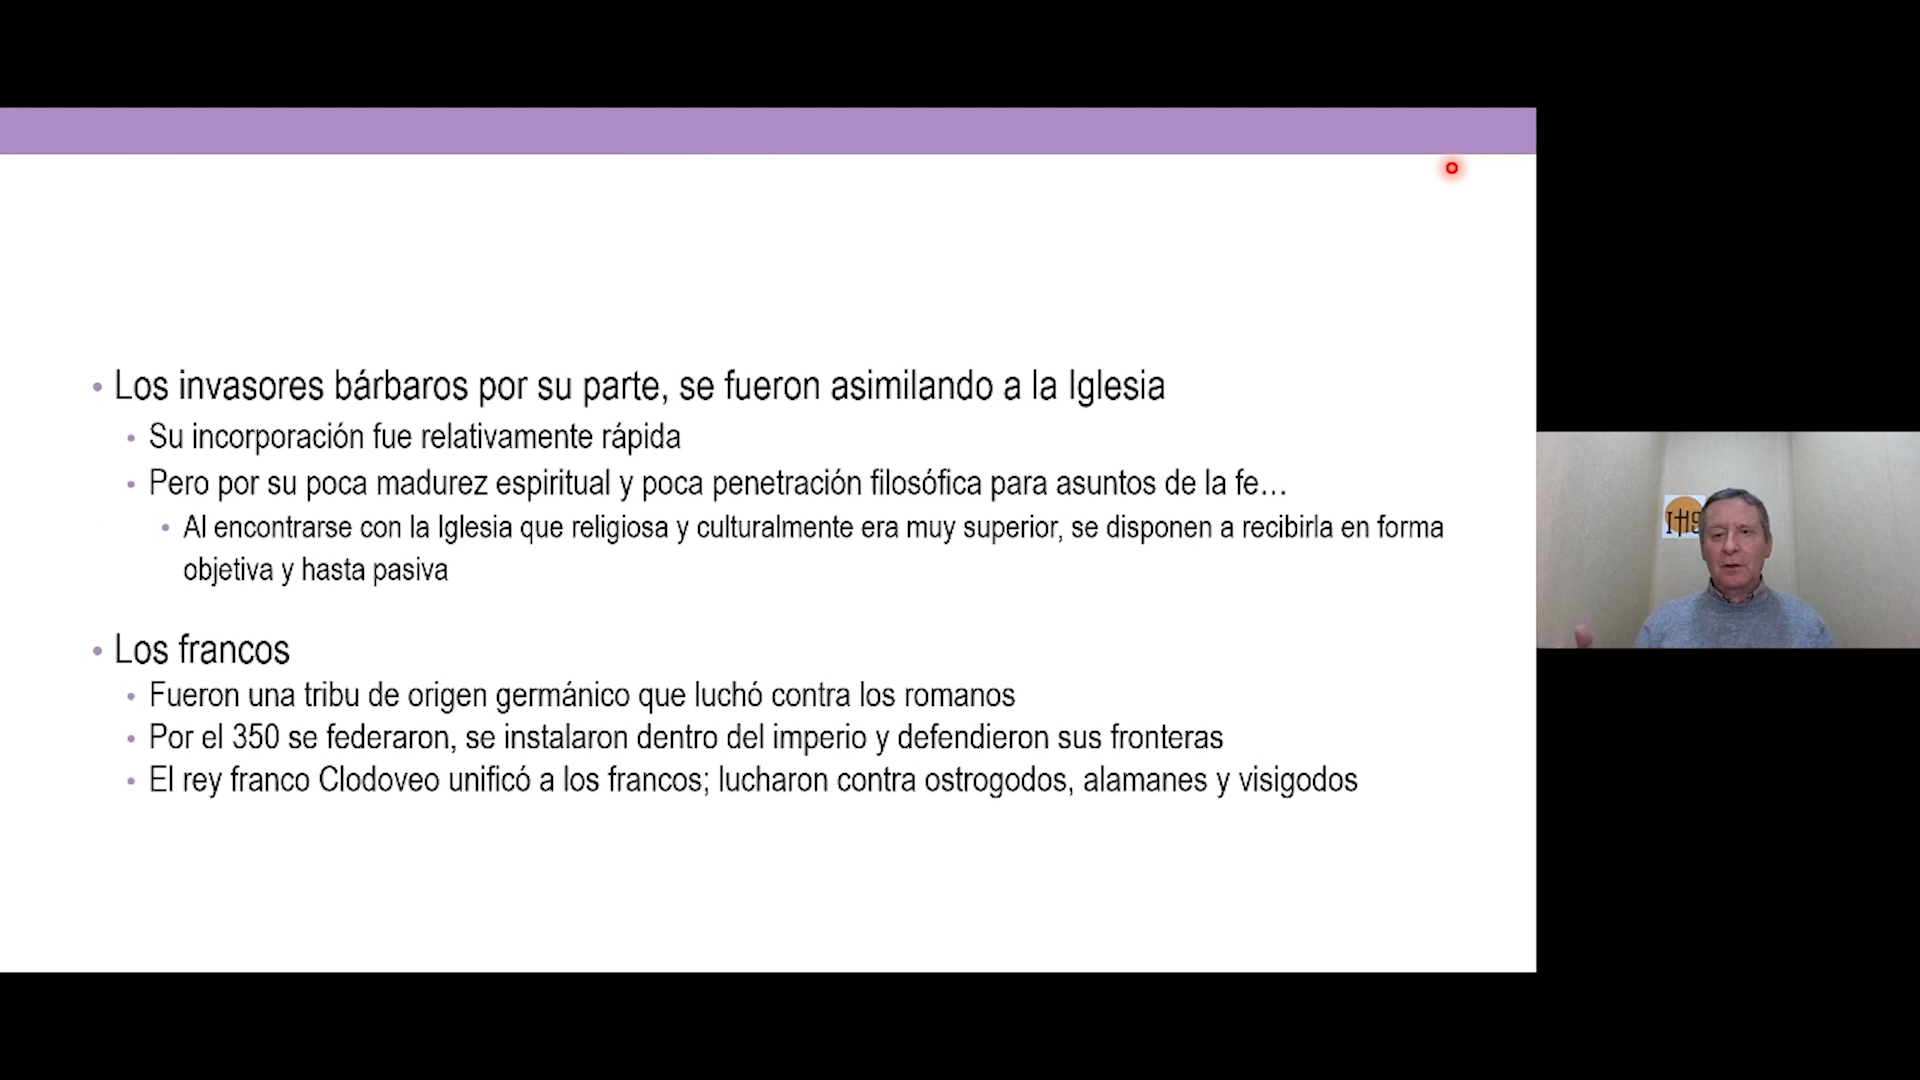 • Los invasores bárbaros por su parte, se fueron asimilando a la Iglesia
• Su incorporación fue relativamente rápida
• Pero por su poca madurez espiritual y poca penetración filosófica para asuntos de la fe…
• Al encontrarse con la Iglesia que religiosa y culturalmente era muy superior, se disponen a recibirla en forma
objetiva y hasta pasiva
IHS
• Los francos
• Fueron una tribu de origen germánico que luchó contra los romanos
• Por el 350 se federaron, se instalaron dentro del imperio y defendieron sus fronteras
• El rey franco Clodoveo unificó a los francos; lucharon contra ostrogodos, alamanes y visigodos